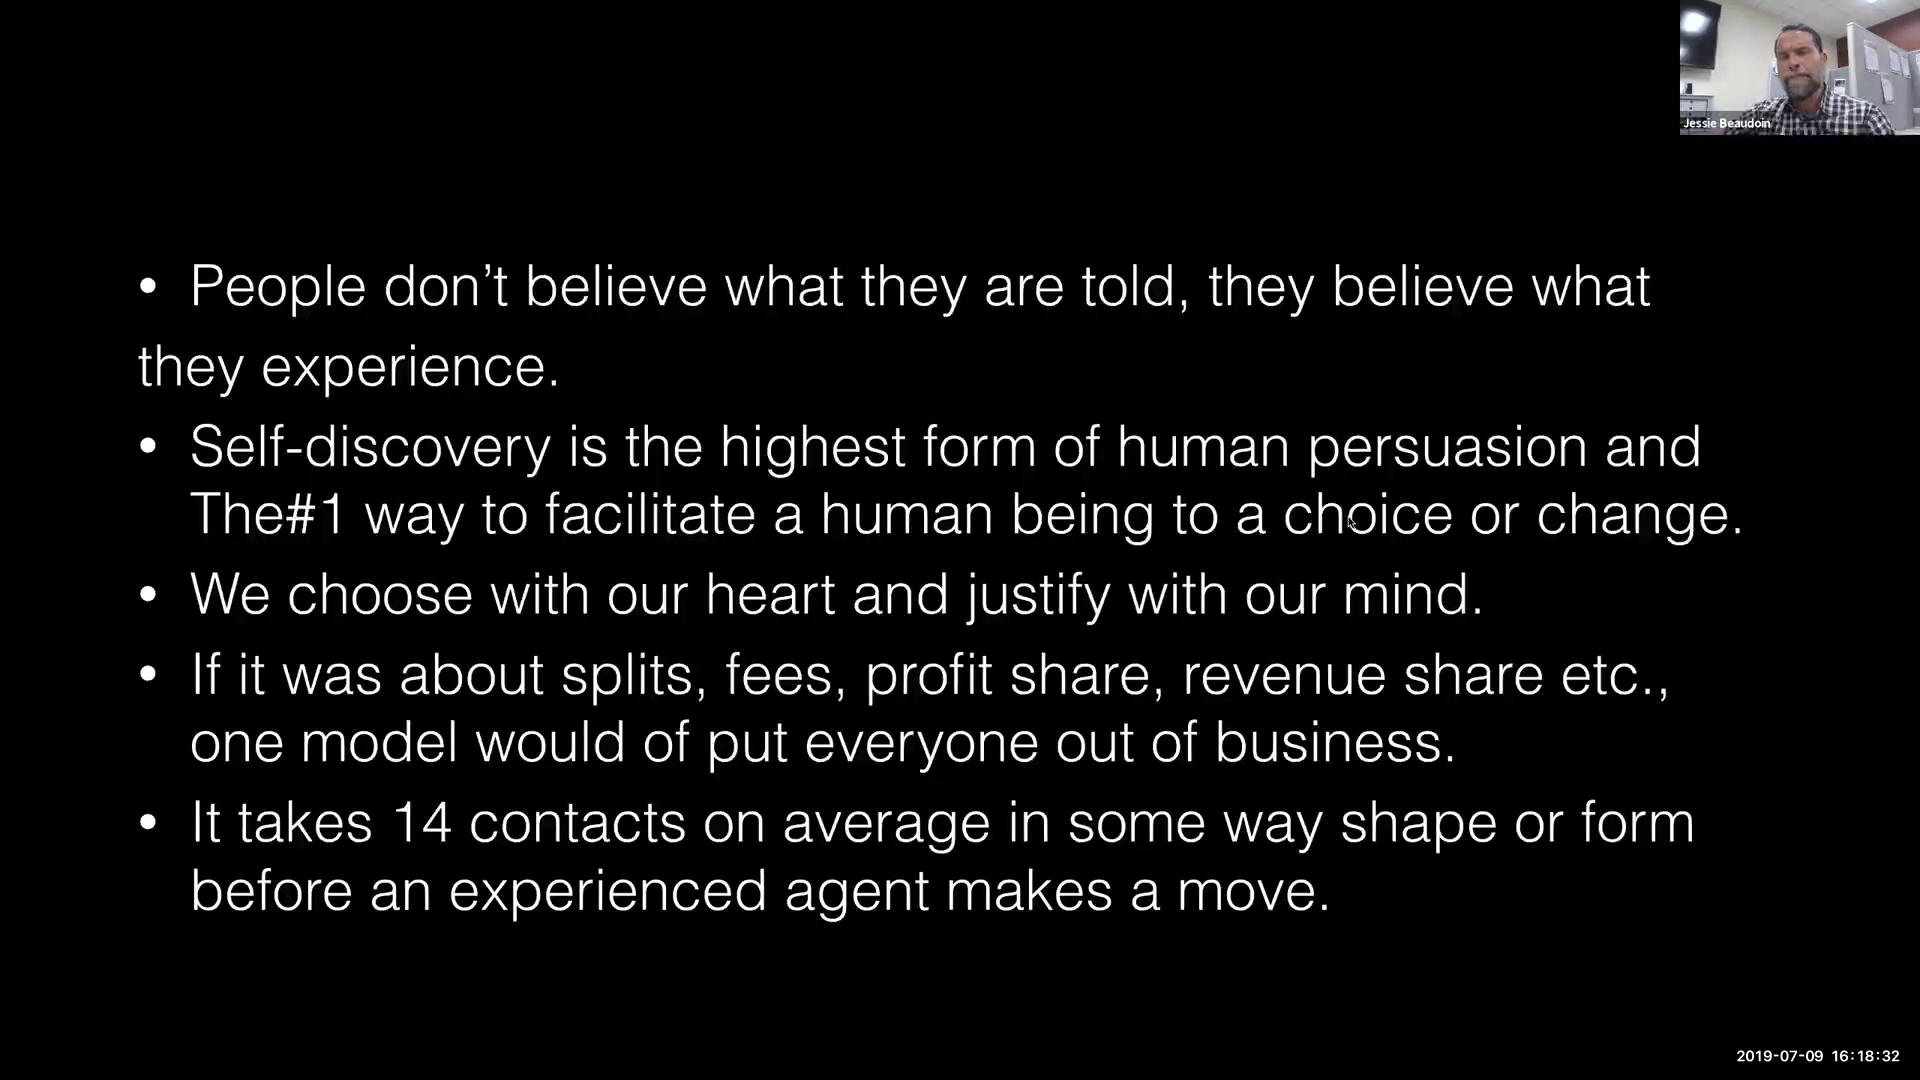 Jessie Beaudoin
• People don’t believe what they are told, they believe what
they experience.
• Self-discovery is the highest form of human persuasion and
The#1 way to facilitate a human being to a choice or change.
• We choose with our heart and justify with our mind.
• If it was about splits, fees, profit share, revenue share etc.,
one model would of put everyone out of business.
• It takes 14 contacts on average in some way shape or form
before an experienced agent makes a move.
2019-07-09 16:18:32